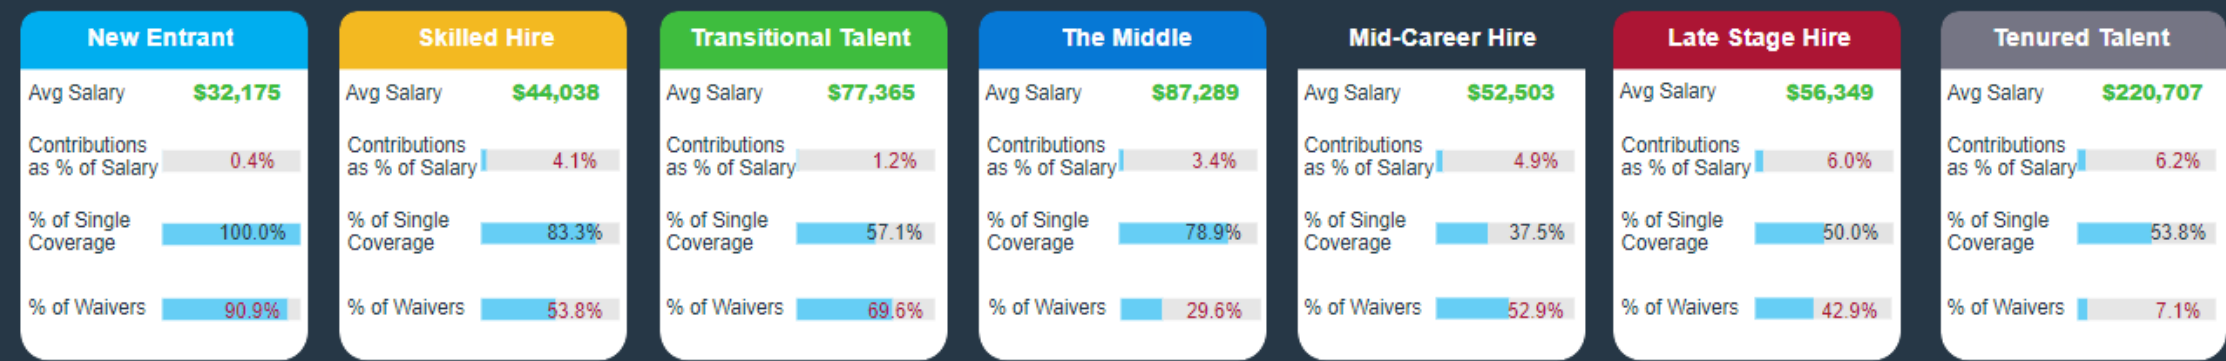 New Entrant
Avg Salary $32,175
Contributions
as % of Salary 0.4%
% of Single
Coverage 100.0%
% of Waivers 90.9%
Skilled Hire
Avg Salary $44,038
Contributions
as % of Salary 4.1%
% of Single
Coverage 83.3%
% of Waivers 53.8%
Transitional Talent
Avg Salary $77,365
Contributions
as % of Salary 1.2%
% of Single
Coverage 57.1%
% of Waivers 69.6%
The Middle
Avg Salary $87,289
Contributions
as % of Salary 3.4%
% of Single
Coverage 78.9%
% of Waivers 29.6%
Mid-Career Hire
Avg Salary $52,503
Contributions
as % of Salary 4.9%
% of Single
Coverage 37.5%
% of Waivers 52.9%
Late Stage Hire
Avg Salary $56,349
Contributions
as % of Salary 6.0%
% of Single
Coverage 50.0%
% of Waivers 42.9%
Tenured Talent
Avg Salary $220,707
Contributions
as % of Salary 6.2%
% of Single
Coverage 53.8%
% of Waivers 7.1%